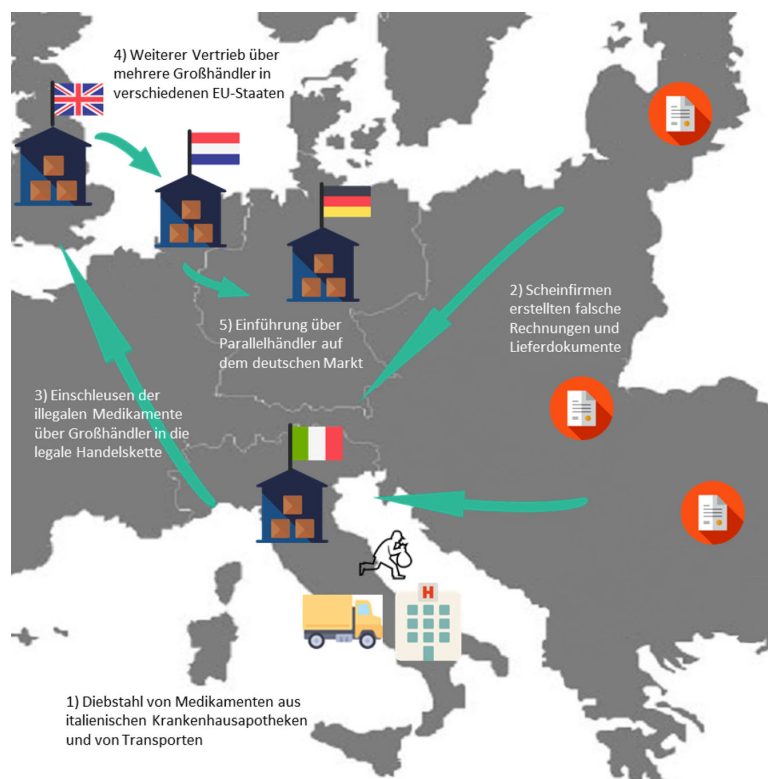 4) Weiterer Vertrieb über
mehrere Großhändler in
verschiedenen EU-Staaten
2) Scheinfirmen
erstellten falsche
Rechnungen und
Lieferdokumente
5) Einführung über
Parallelhändler auf
dem deutschen Markt
3) Einschleusen der
illegalen Medikamente
über Großhändler in die
legale Handelskette
H
1) Diebstahl von Medikamenten aus
italienischen Krankenhausapotheken
und von Transporten